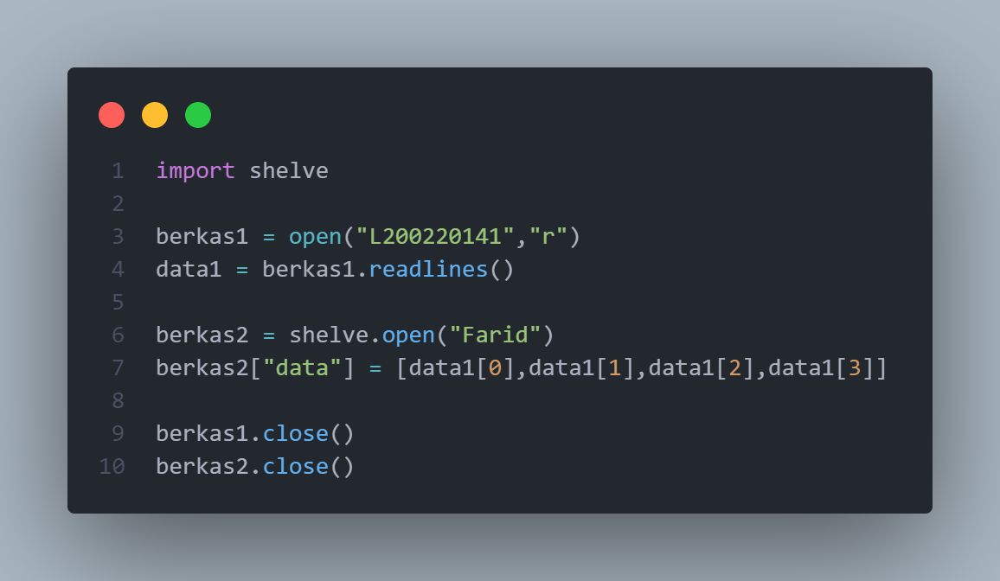 1 import shelve
2
3 berkas1 = open("L200220141","r")
4 data1 = berkas1.readlines()
5
6 berkas2 = shelve.open("Farid")
7 berkas2["data"] = [data1[0],data1[1],data1[2],data1[3]]
8
9 berkas1.close()
10 berkas2.close()